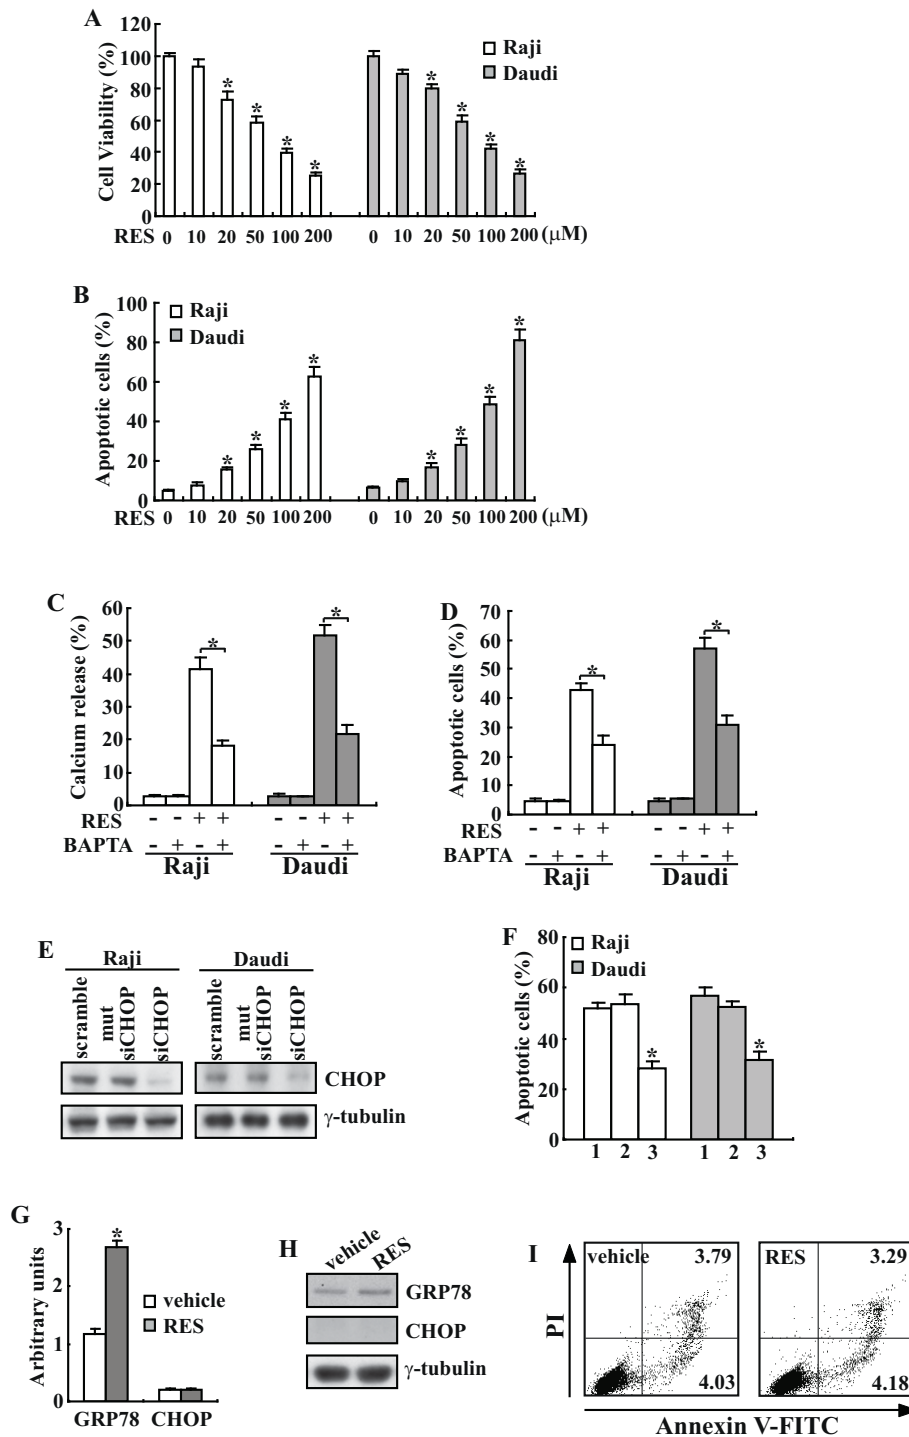 A
Cell Viability (%)
120
100
80
60
40
20
0
Raji
Daudi
* * * *
* * * *
RES 0 10 20 50 100 200 0 10 20 50 100 200 (μM)
B
Apoptotic cells (%)
100
80
60
40
20
0
Raji
Daudi
* * * *
* * * *
RES 0 10 20 50 100 200 0 10 20 50 100 200 (μM)
C
Calcium release (%)
60
50
40
30
20
10
0
* *
RES - - + + - - + +
BAPTA - + - + - + - +
Raji Daudi
D
Apoptotic cells (%)
70
60
50
40
30
20
10
0
* *
RES - - + + - - + +
BAPTA - + - + - + - +
Raji Daudi
E
Raji Daudi
scramble
mut siCHOP
siCHOP
scramble
mut siCHOP
siCHOP
CHOP
γ-tubulin
F
Apoptotic cells (%)
80
60
40
20
0
Raji
Daudi
* *
1 2 3 1 2 3
G
Arbitrary units
3
2
1
0
*
vehicle
RES
GRP78 CHOP
H
vehicle RES
GRP78
CHOP
γ-tubulin
I
PI
vehicle 3.79
4.03
RES 3.29
4.18
Annexin V-FITC